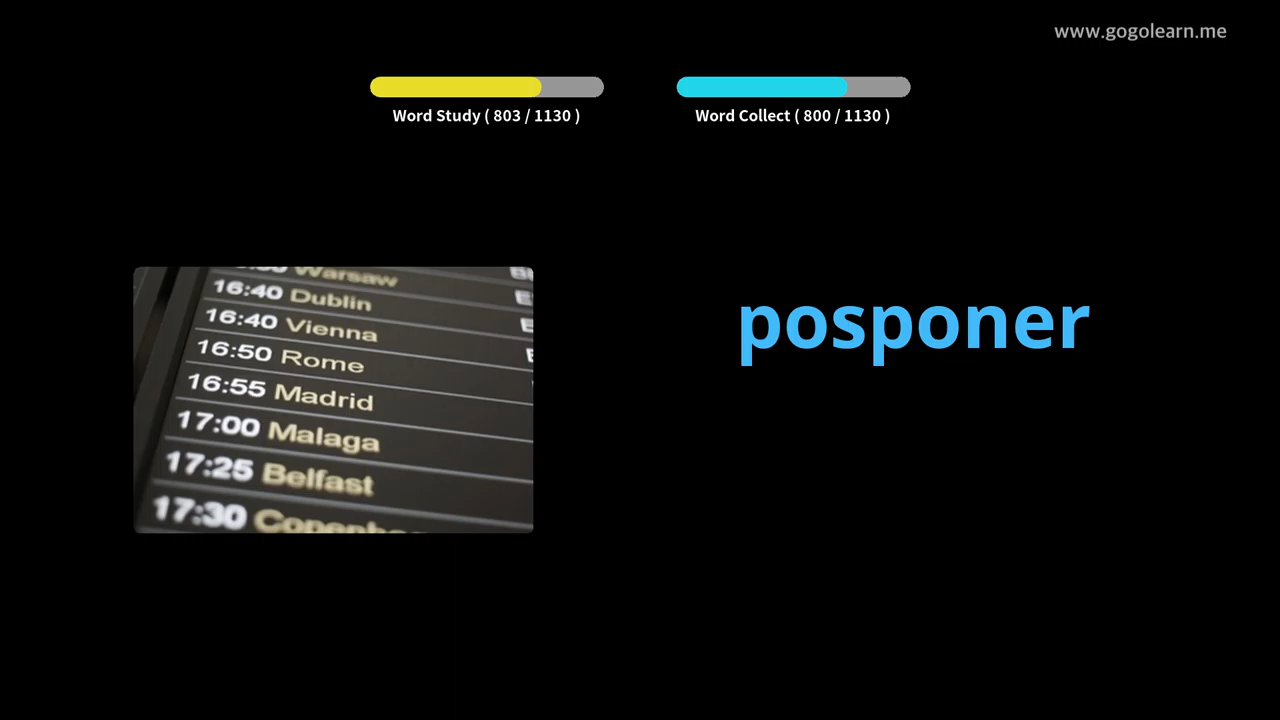 www.gogolearn.me
Word Study ( 803 / 1130 )
Word Collect ( 800 / 1130 )
Warsaw
16:40 Dublin
16:40 Vienna
16:50 Rome
16:55 Madrid
17:00 Malaga
17:25 Belfast
17:30
posponer